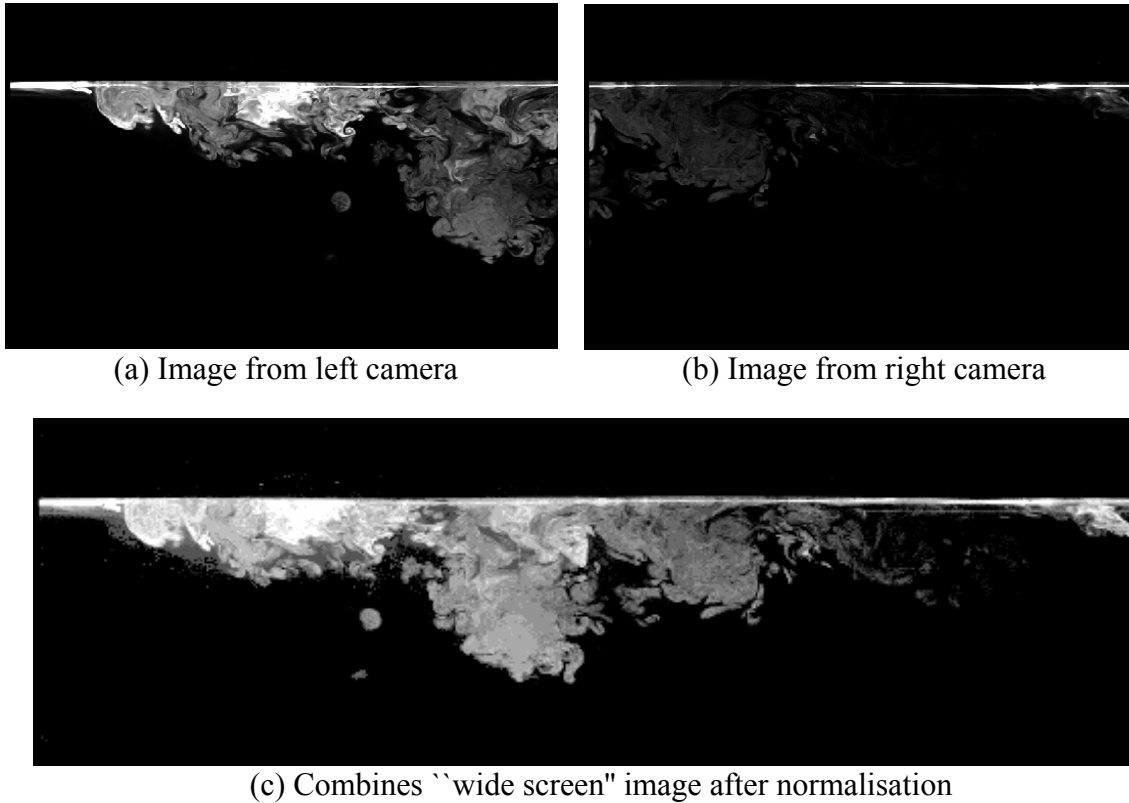 (a) Image from left camera
(b) Image from right camera
(c) Combines ``wide screen" image after normalisation